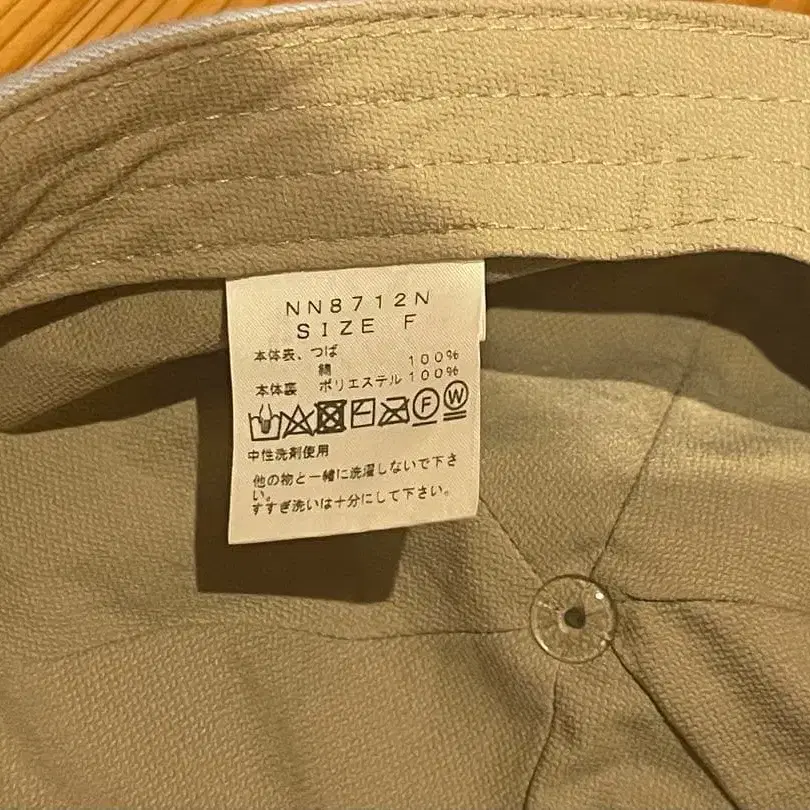 NN8712N
SIZE F
本体表、つば
綿 100%
本体裏 ポリエステル 100%
F W
中性洗剤使用
他の物と一緒に洗濯しないで下さ
い。
すすぎ洗いは十分にして下さい。